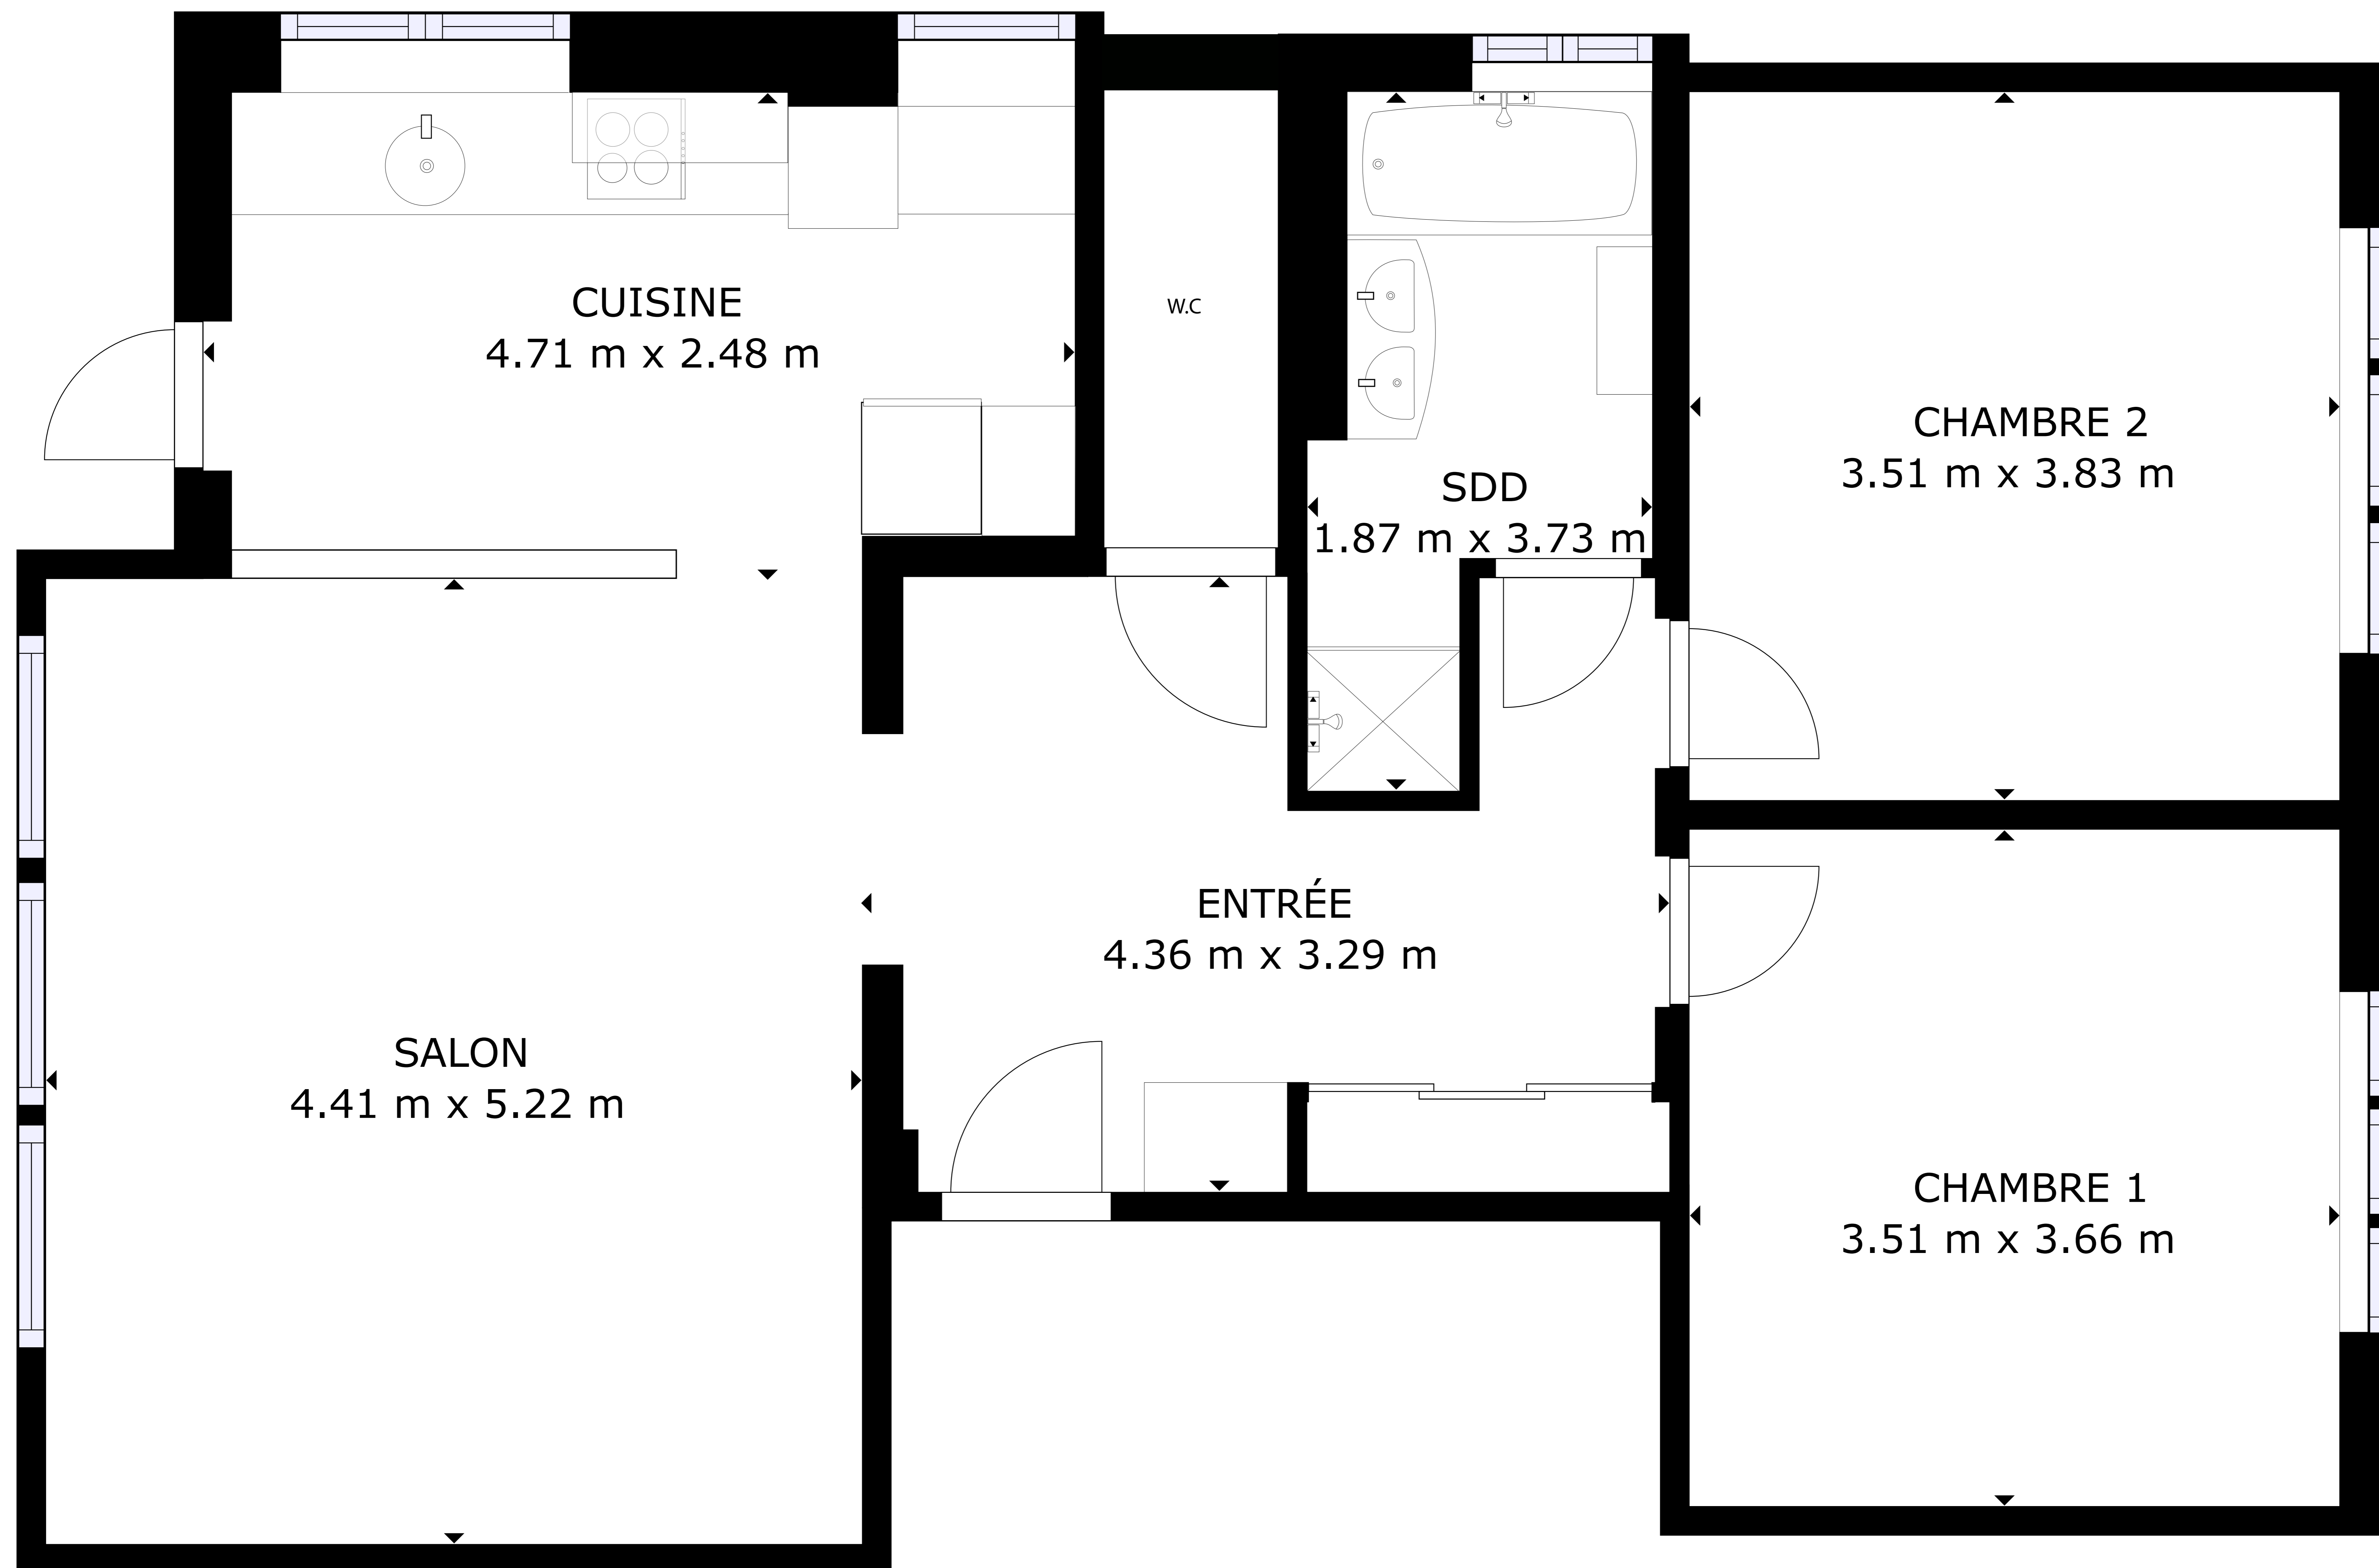 CUISINE
4.71 m x 2.48 m
W.C
SDD
1.87 m x 3.73 m
CHAMBRE 2
3.51 m x 3.83 m
ENTRÉE
4.36 m x 3.29 m
SALON
4.41 m x 5.22 m
CHAMBRE 1
3.51 m x 3.66 m